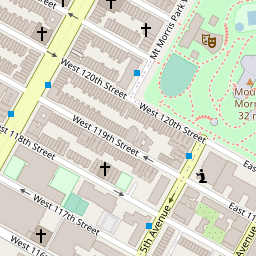 Mt Morris Park W
West 120th Street
West 120th Street
Mou
Morr
32 m
West 119th Street
118th Street
East
West 117th Street
5th Avenue
East 11
West 116